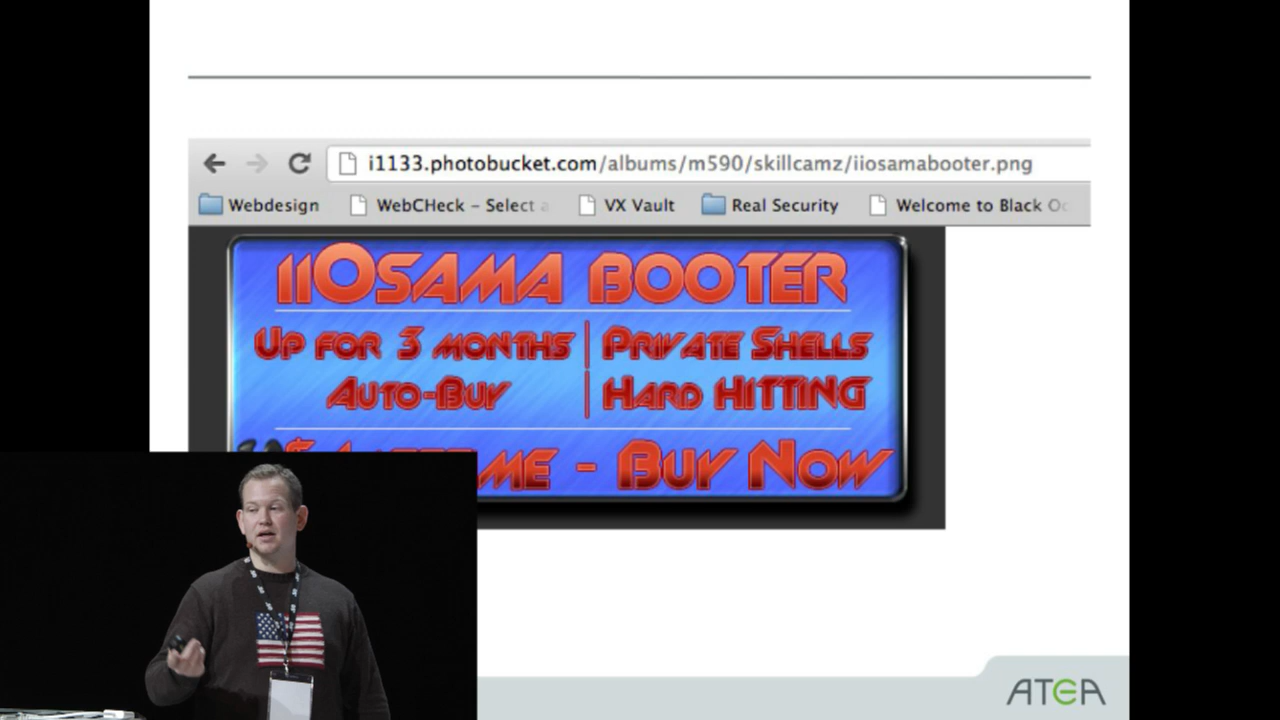 i1133.photobucket.com/albums/m590/skillcamz/iiosamabooter.png
Webdesign WebCHeck - Select VX Vault Real Security Welcome to Black
iiOsama Booter
Up for 3 months | Private Shells
Auto-Buy | Hard HITTING
- Buy Now
ATEA